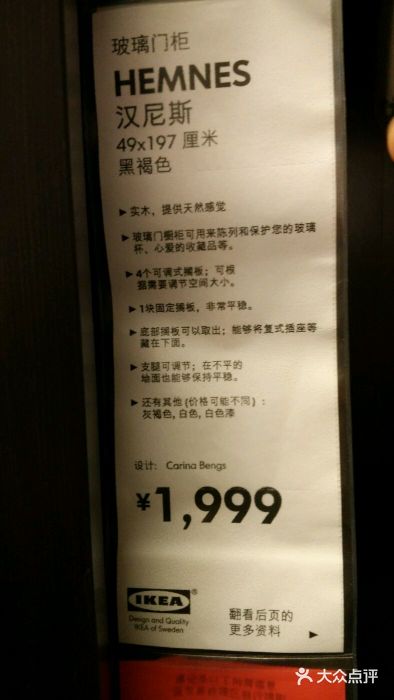 玻璃门柜
HEMNES
汉尼斯
49x197 厘米
黑褐色
▶ 实木，提供天然感觉
▶ 玻璃门橱柜可用来陈列和保护您的玻璃
杯、心爱的收藏品等。
▶ 4个可调式搁板；可根
据需要调节空间大小。
▶ 1块固定搁板，非常平稳。
▶ 底部搁板可以取出；能够将复式插座等
藏在下面。
▶ 支腿可调节；在不平的
地面也能够保持平稳。
▶ 还有其他 (价格可能不同)：
灰褐色, 白色, 白色漆
设计: Carina Bengs
¥1,999
IKEA®
Design and Quality
IKEA of Sweden
翻看后页的
更多资料 ▶
大众点评